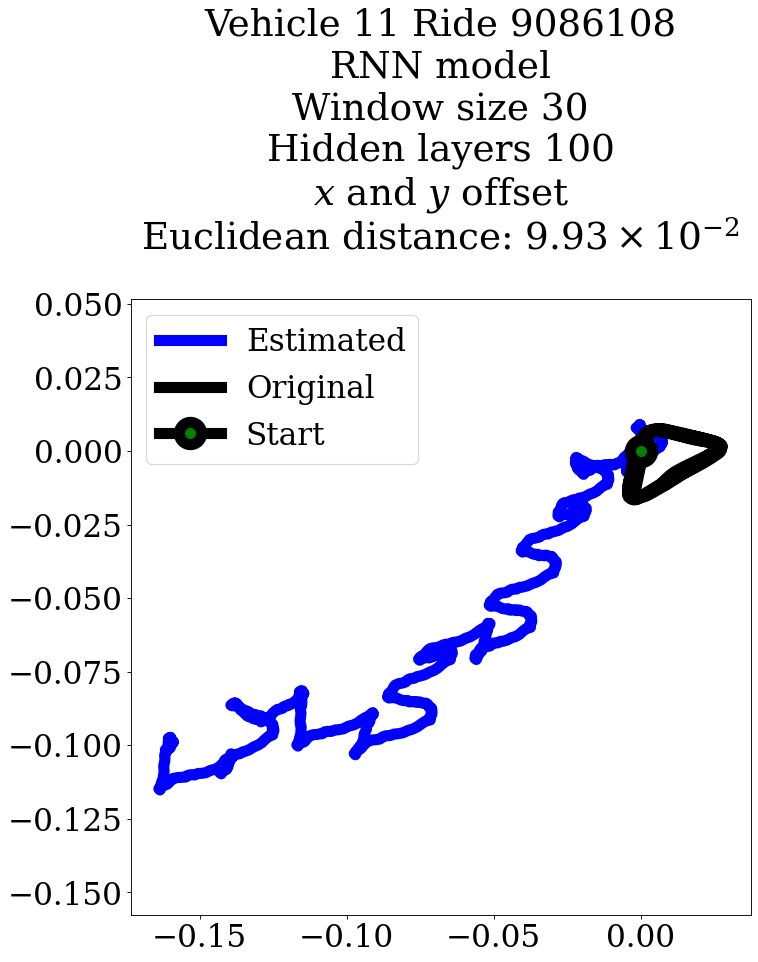 Vehicle 11 Ride 9086108
RNN model
Window size 30
Hidden layers 100
x and y offset
Euclidean distance: 9.93 × 10⁻²
0.050
0.025
0.000
−0.025
−0.050
−0.075
−0.100
−0.125
−0.150
Estimated
Original
Start
−0.15 −0.10 −0.05 0.00